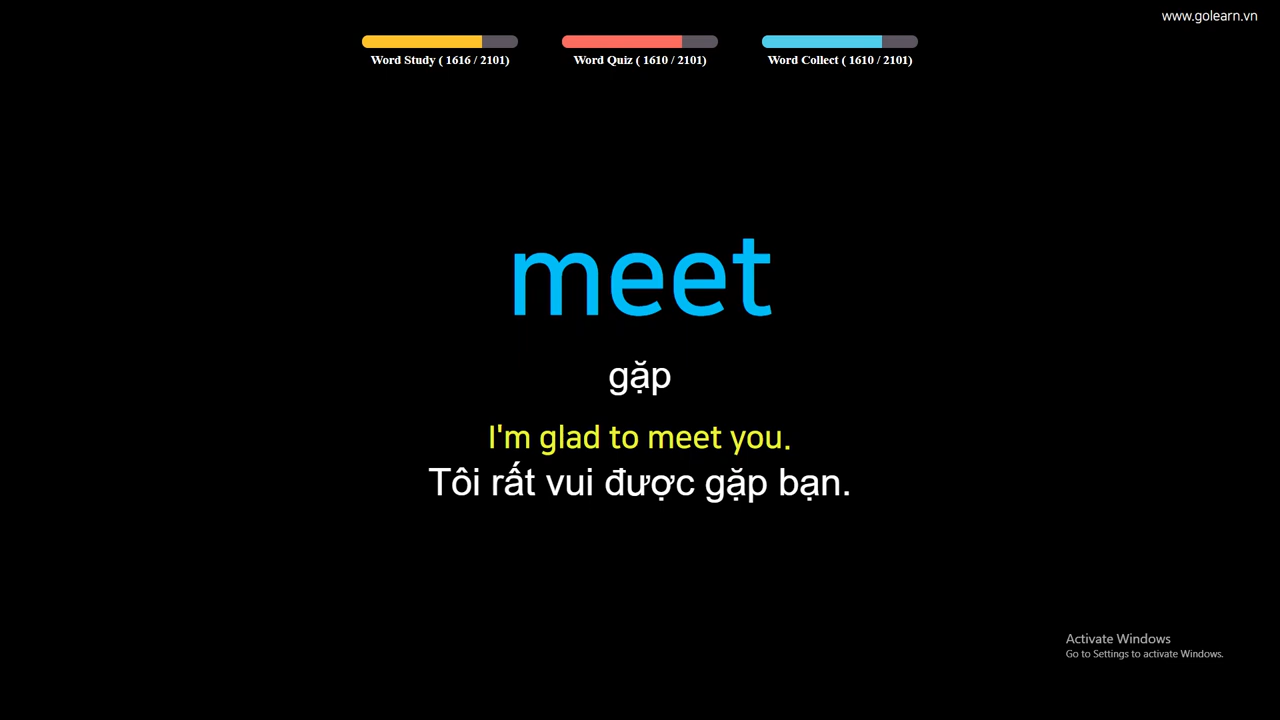 www.golearn.vn
Word Study ( 1616 / 2101)
Word Quiz ( 1610 / 2101)
Word Collect ( 1610 / 2101)
meet
gặp
I'm glad to meet you.
Tôi rất vui được gặp bạn.
Activate Windows
Go to Settings to activate Windows.